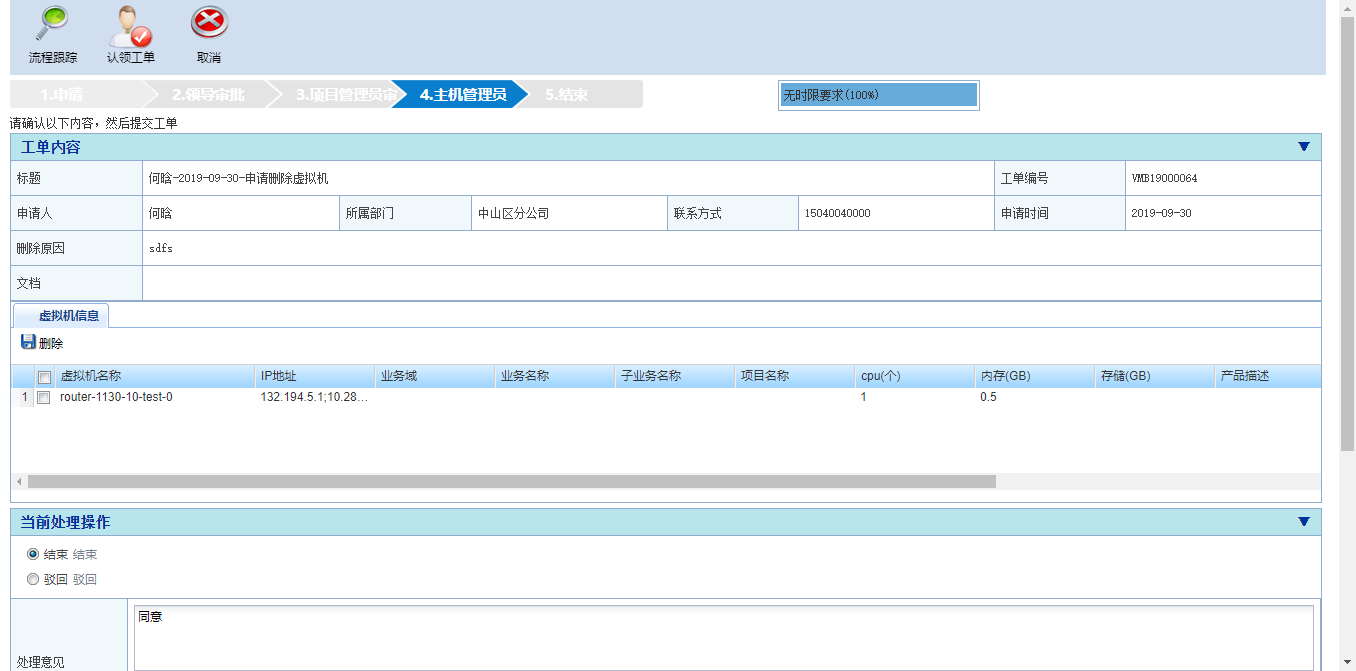 流程跟踪 认领工单 取消
1.申请 2.领导审批 3.项目管理员审 4.主机管理员 5.结束 无时限要求(100%)
请确认以下内容，然后提交工单
工单内容
标题 何晗-2019-09-30-申请删除虚拟机 工单编号 VMB19000064
申请人 何晗 所属部门 中山区分公司 联系方式 15040040000 申请时间 2019-09-30
删除原因 sdfs
文档
虚拟机信息
删除
虚拟机名称 IP地址 业务域 业务名称 子业务名称 项目名称 cpu(个) 内存(GB) 存储(GB) 产品描述
1 router-1130-10-test-0 132.194.5.1;10.28... 1 0.5
当前处理操作
结束 结束
驳回 驳回
同意
处理意见